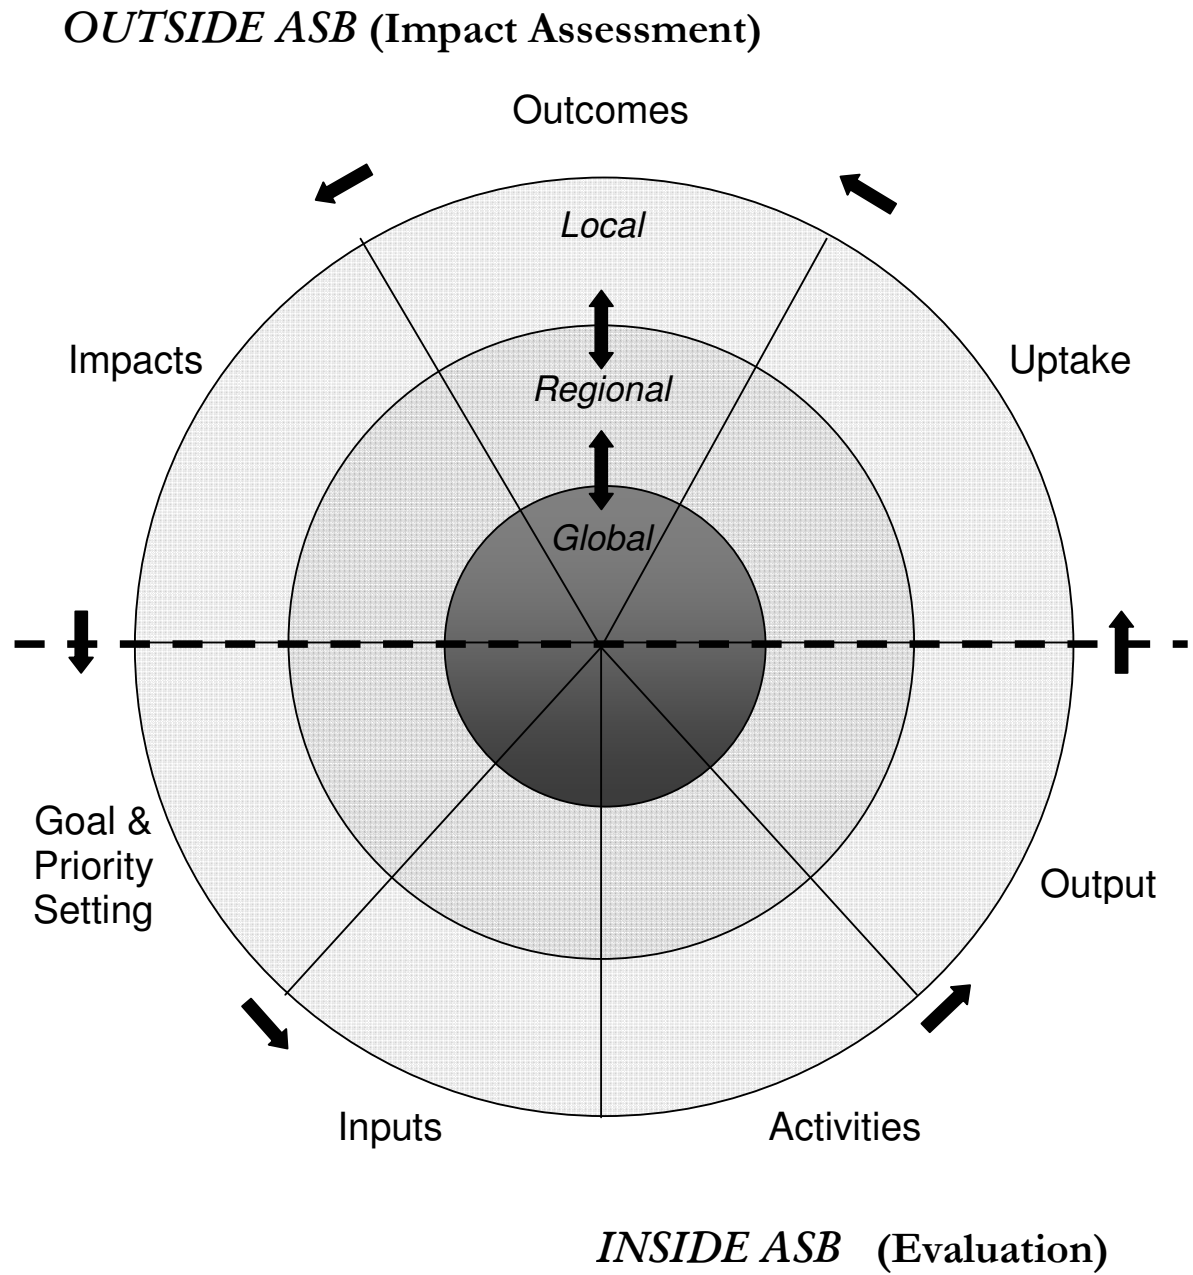 OUTSIDE ASB (Impact Assessment)
Outcomes
Local
Impacts
Uptake
Regional
Global
Goal &
Priority
Setting
Output
Inputs
Activities
INSIDE ASB (Evaluation)